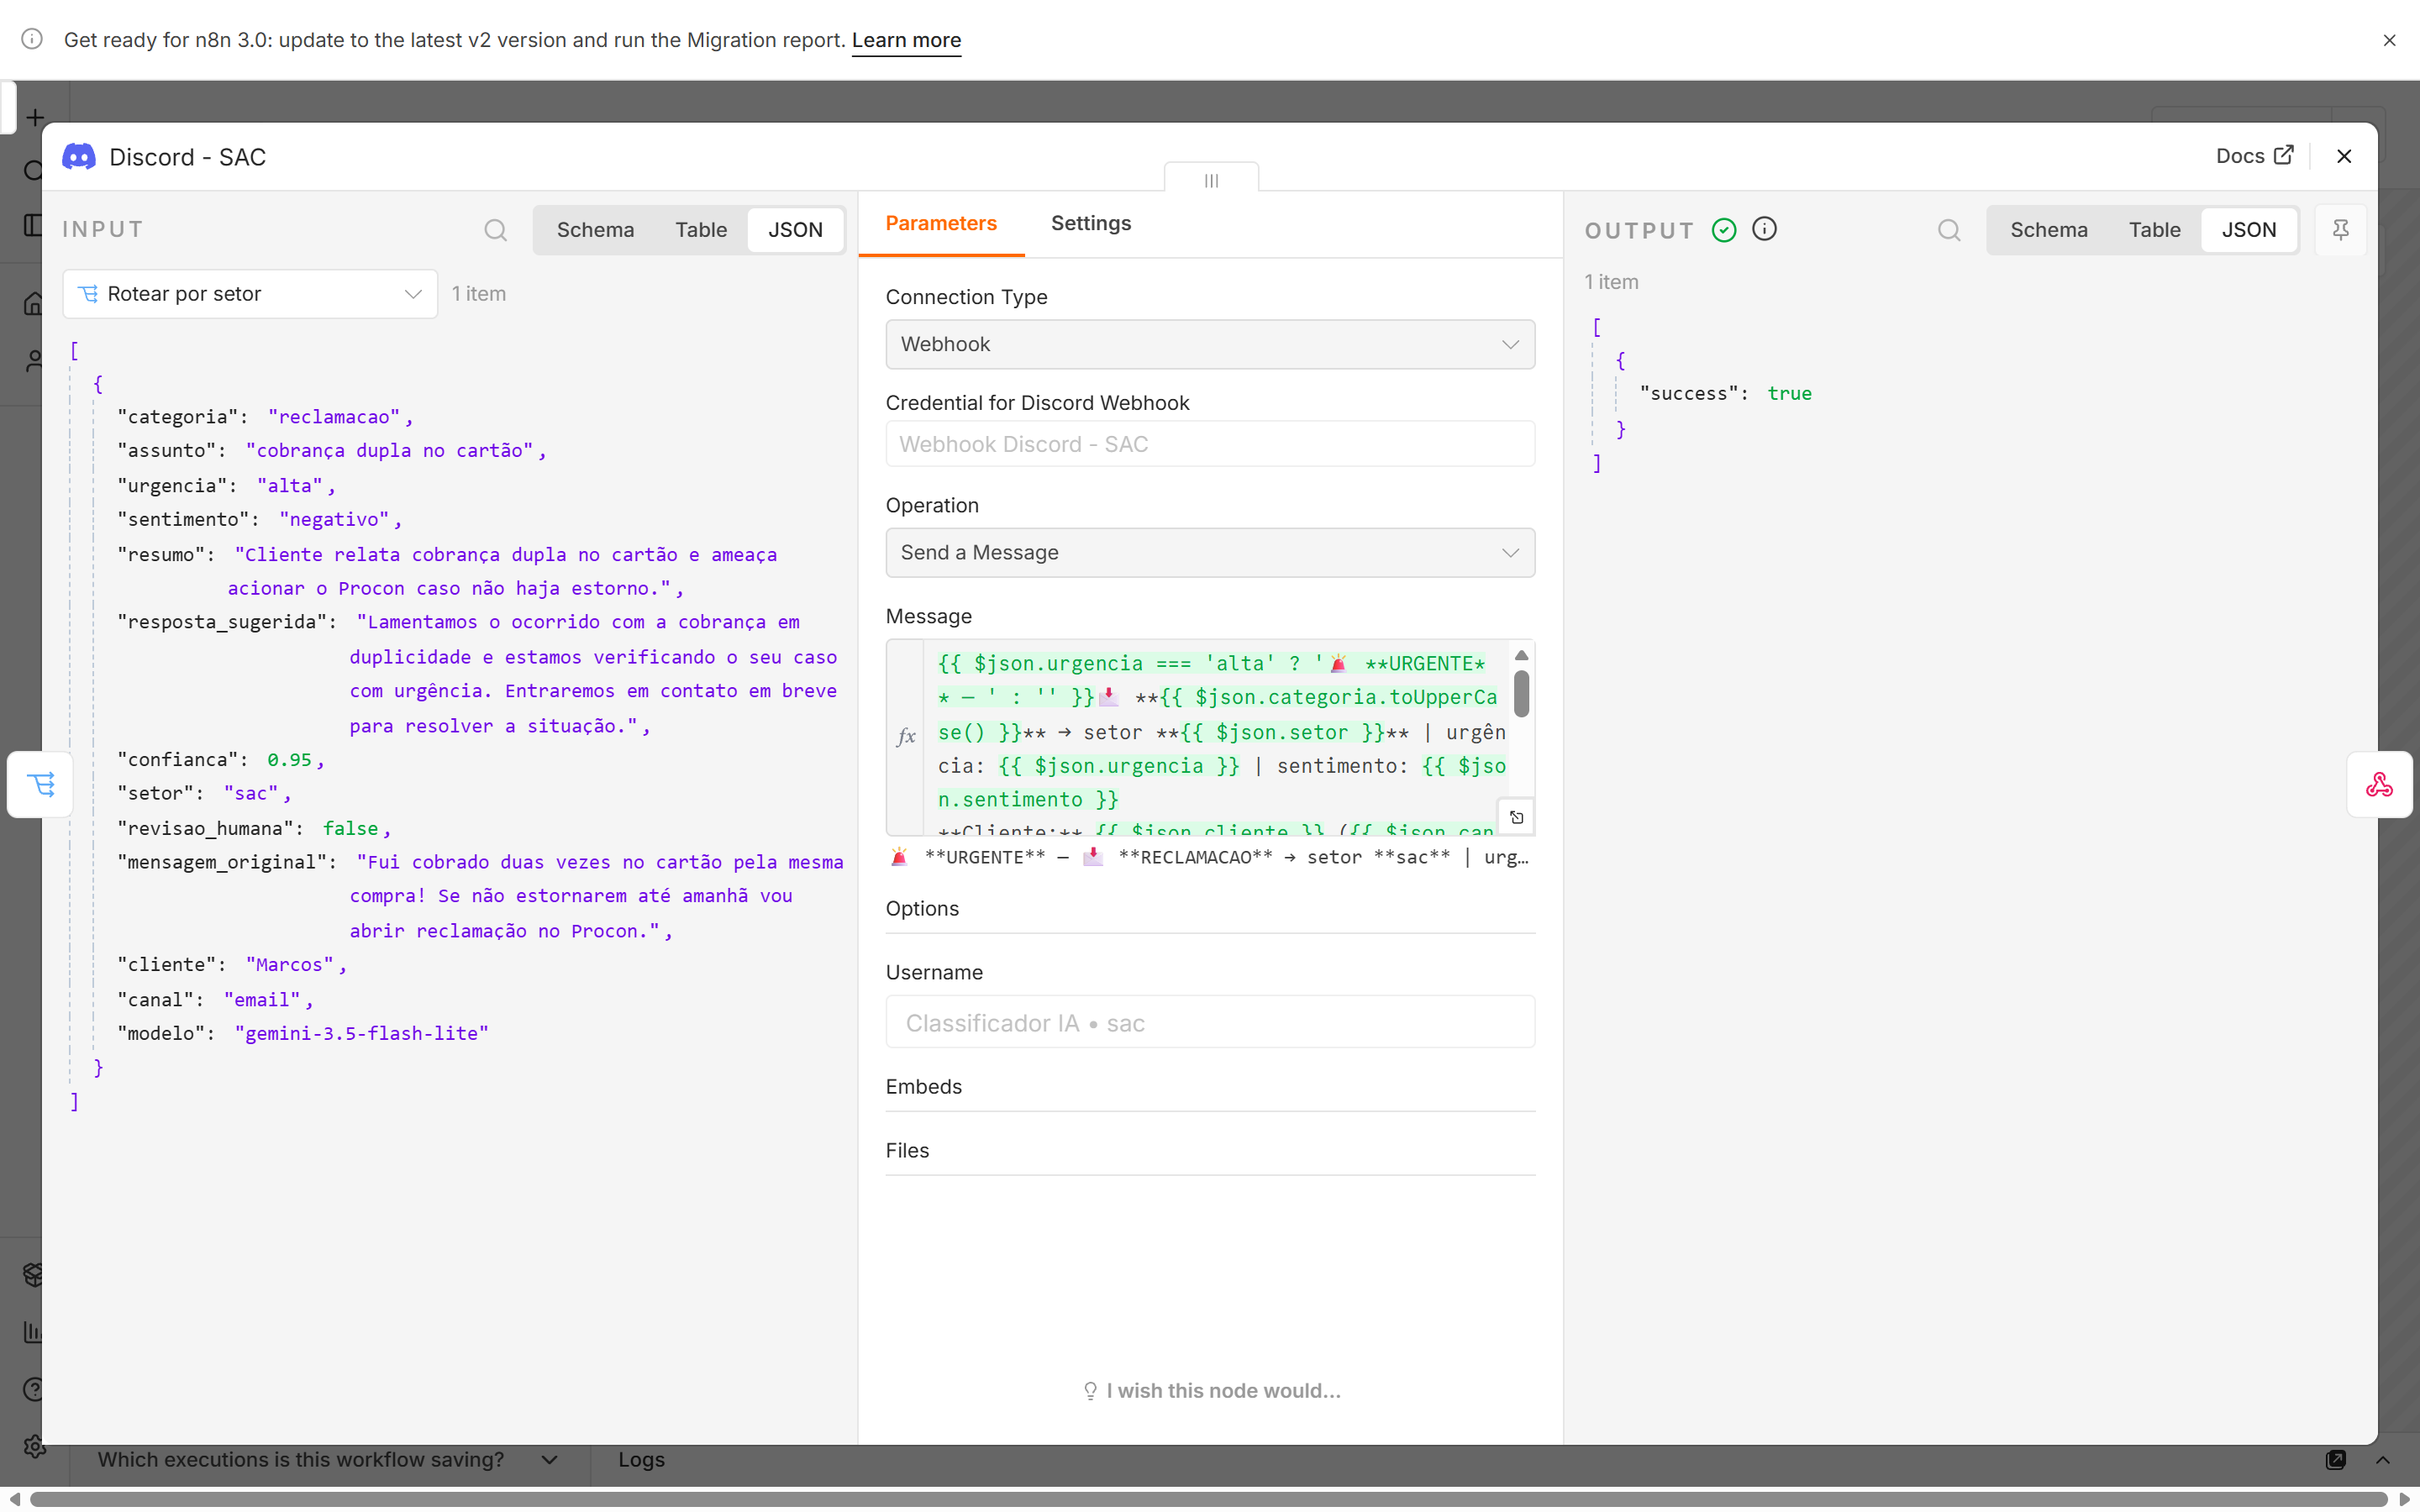 Get ready for n8n 3.0: update to the latest v2 version and run the Migration report. Learn more
Discord - SAC
Docs
INPUT
Schema
Table
JSON
Rotear por setor
1 item
[
{
"categoria": "reclamacao",
"assunto": "cobrança dupla no cartão",
"urgencia": "alta",
"sentimento": "negativo",
"resumo": "Cliente relata cobrança dupla no cartão e ameaça
acionar o Procon caso não haja estorno.",
"resposta_sugerida": "Lamentamos o ocorrido com a cobrança em
duplicidade e estamos verificando o seu caso
com urgência. Entraremos em contato em breve
para resolver a situação.",
"confianca": 0.95,
"setor": "sac",
"revisao_humana": false,
"mensagem_original": "Fui cobrado duas vezes no cartão pela mesma
compra! Se não estornarem até amanhã vou
abrir reclamação no Procon.",
"cliente": "Marcos",
"canal": "email",
"modelo": "gemini-3.5-flash-lite"
}
]
Parameters
Settings
Connection Type
Webhook
Credential for Discord Webhook
Webhook Discord - SAC
Operation
Send a Message
Message
fx
{{ $json.urgencia === 'alta' ? '🚨 **URGENTE*
* — ' : '' }}📩 **{{ $json.categoria.toUpperCa
se() }}** → setor **{{ $json.setor }}** | urgên
cia: {{ $json.urgencia }} | sentimento: {{ $jso
n.sentimento }}
**Cliente:** {{ $json.cliente }} ({{ $json.can
🚨 **URGENTE** — 📩 **RECLAMACAO** → setor **sac** | urg…
Options
Username
Classificador IA • sac
Embeds
Files
I wish this node would...
OUTPUT
Schema
Table
JSON
1 item
[
{
"success": true
}
]
Which executions is this workflow saving?
Logs